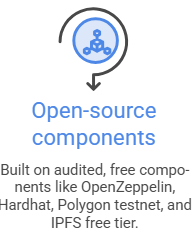 Open-source
components
Built on audited, free compo-
nents like OpenZeppelin,
Hardhat, Polygon testnet, and
IPFS free tier.